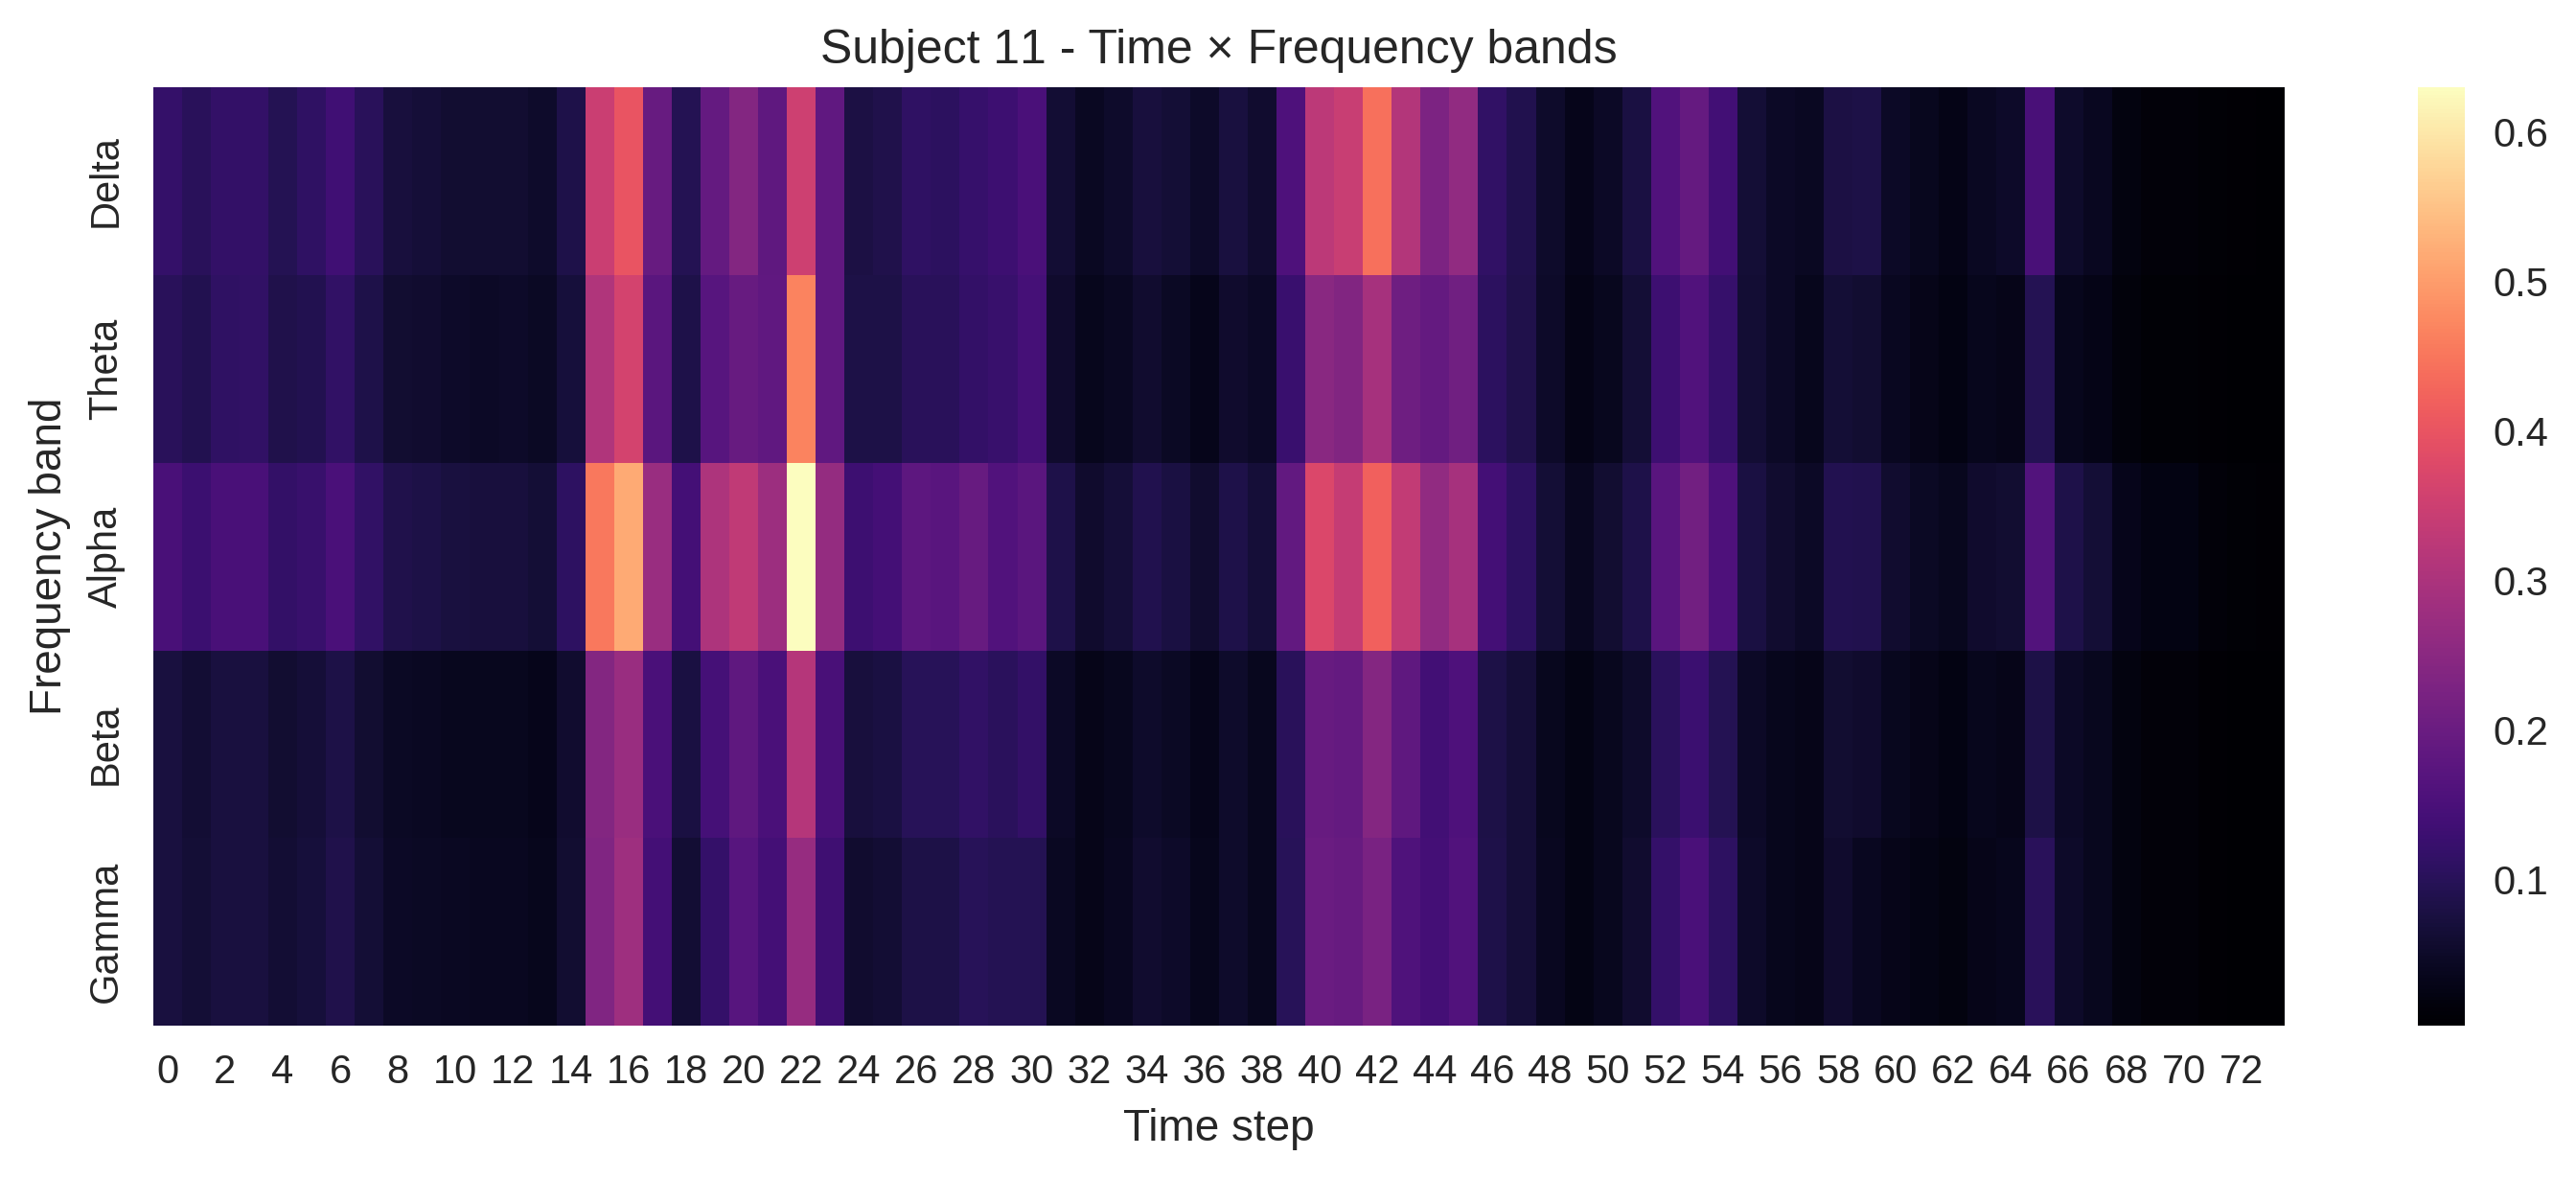 Subject 11 - Time × Frequency bands
Frequency band
Delta
Theta
Alpha
Beta
Gamma
0 2 4 6 8 10 12 14 16 18 20 22 24 26 28 30 32 34 36 38 40 42 44 46 48 50 52 54 56 58 60 62 64 66 68 70 72
Time step
0.6
0.5
0.4
0.3
0.2
0.1